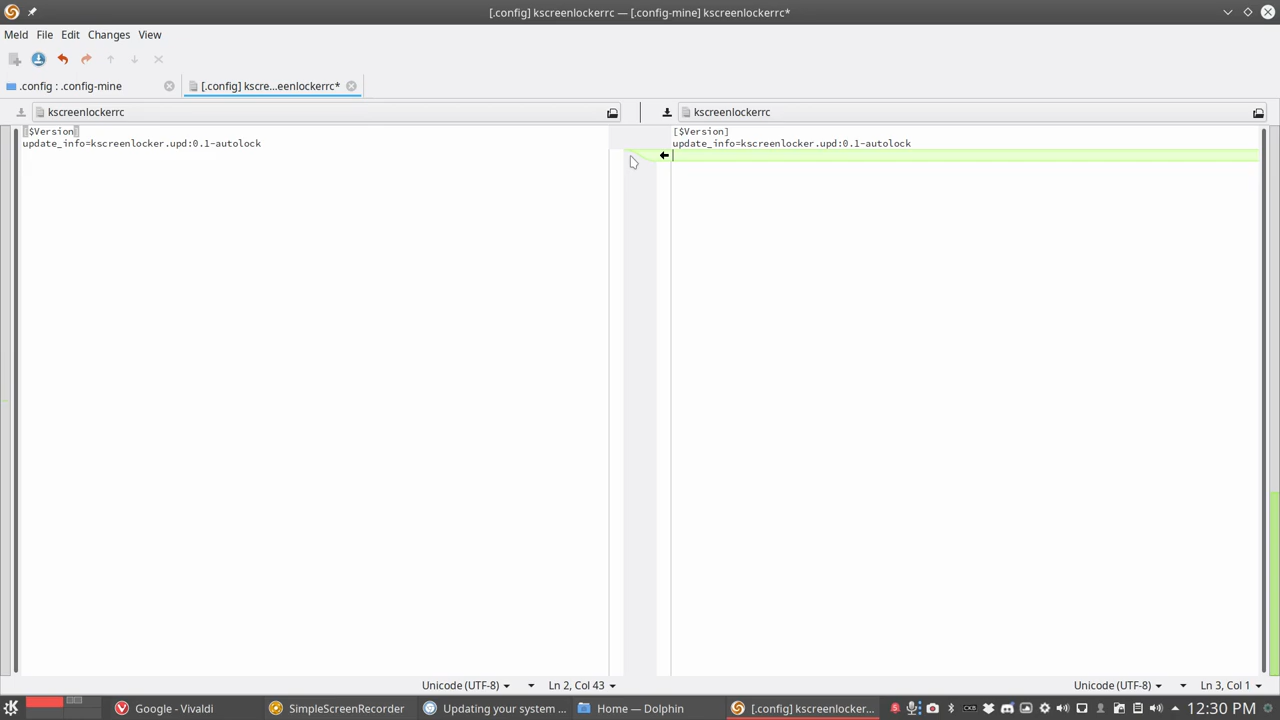 [.config] kscreenlockerrc — [.config-mine] kscreenlockerrc*
Meld File Edit Changes View
.config : .config-mine
[.config] kscre...eenlockerrc*
kscreenlockerrc
kscreenlockerrc
[$Version]
update_info=kscreenlocker.upd:0.1-autolock
[$Version]
update_info=kscreenlocker.upd:0.1-autolock
Unicode (UTF-8) Ln 2, Col 43
Unicode (UTF-8) Ln 3, Col 1
Google - Vivaldi
SimpleScreenRecorder
Updating your system ...
Home — Dolphin
[.config] kscreenlocker...
12:30 PM